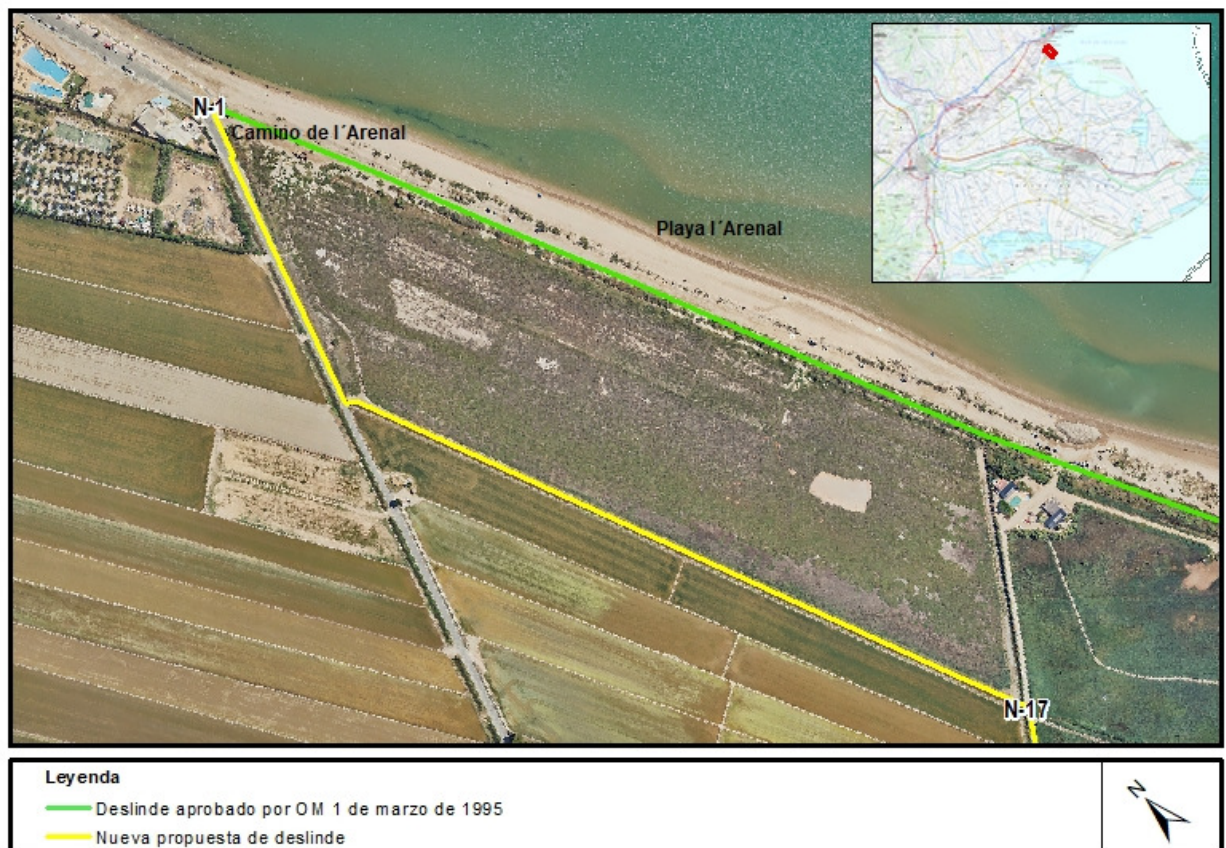 N-1
Camino de l´Arenal
Playa l´Arenal
N-17
Leyenda
Deslinde aprobado por OM 1 de marzo de 1995
Nueva propuesta de deslinde
N